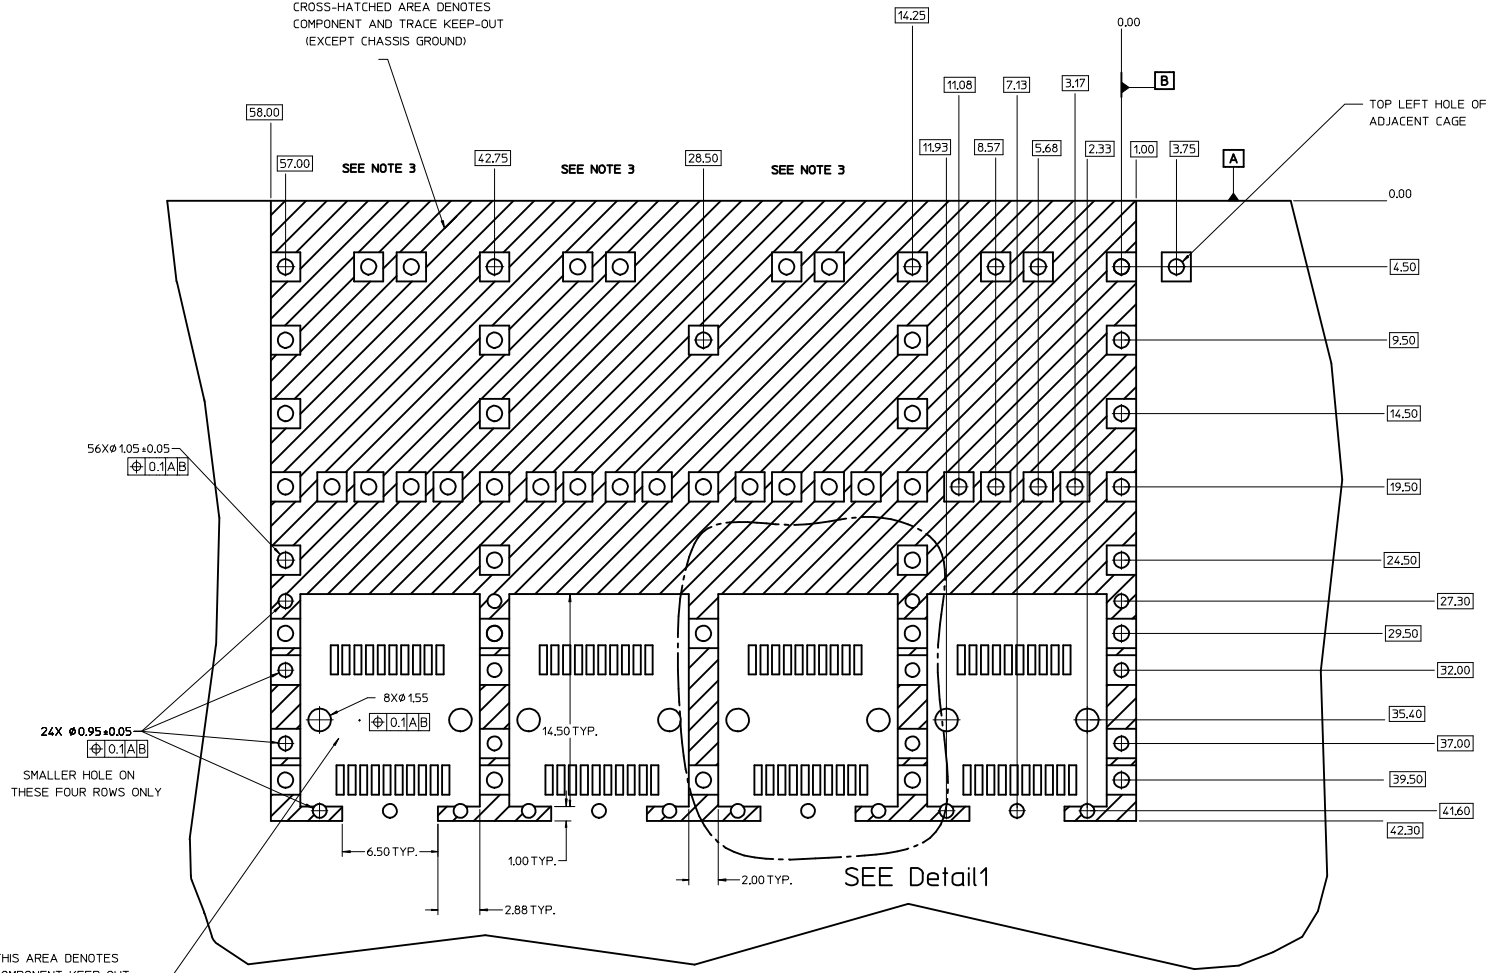 CROSS-HATCHED AREA DENOTES
COMPONENT AND TRACE KEEP-OUT
(EXCEPT CHASSIS GROUND)
14.25
0.00
B
11.08
7.13
3.17
TOP LEFT HOLE OF
ADJACENT CAGE
58.00
57.00
SEE NOTE 3
42.75
SEE NOTE 3
28.50
SEE NOTE 3
11.93
8.57
5.68
2.33
1.00
3.75
A
0.00
4.50
9.50
14.50
56XØ1.05±0.05
⌖ 0.1 A B
19.50
24.50
27.30
29.50
32.00
8XØ1.55
⌖ 0.1 A B
35.40
24X Ø0.95±0.05
⌖ 0.1 A B
14.50 TYP.
37.00
SMALLER HOLE ON
THESE FOUR ROWS ONLY
39.50
41.60
42.30
6.50 TYP.
1.00 TYP.
2.00 TYP.
SEE Detail1
2.88 TYP.
THIS AREA DENOTES
COMPONENT KEEP-OUT